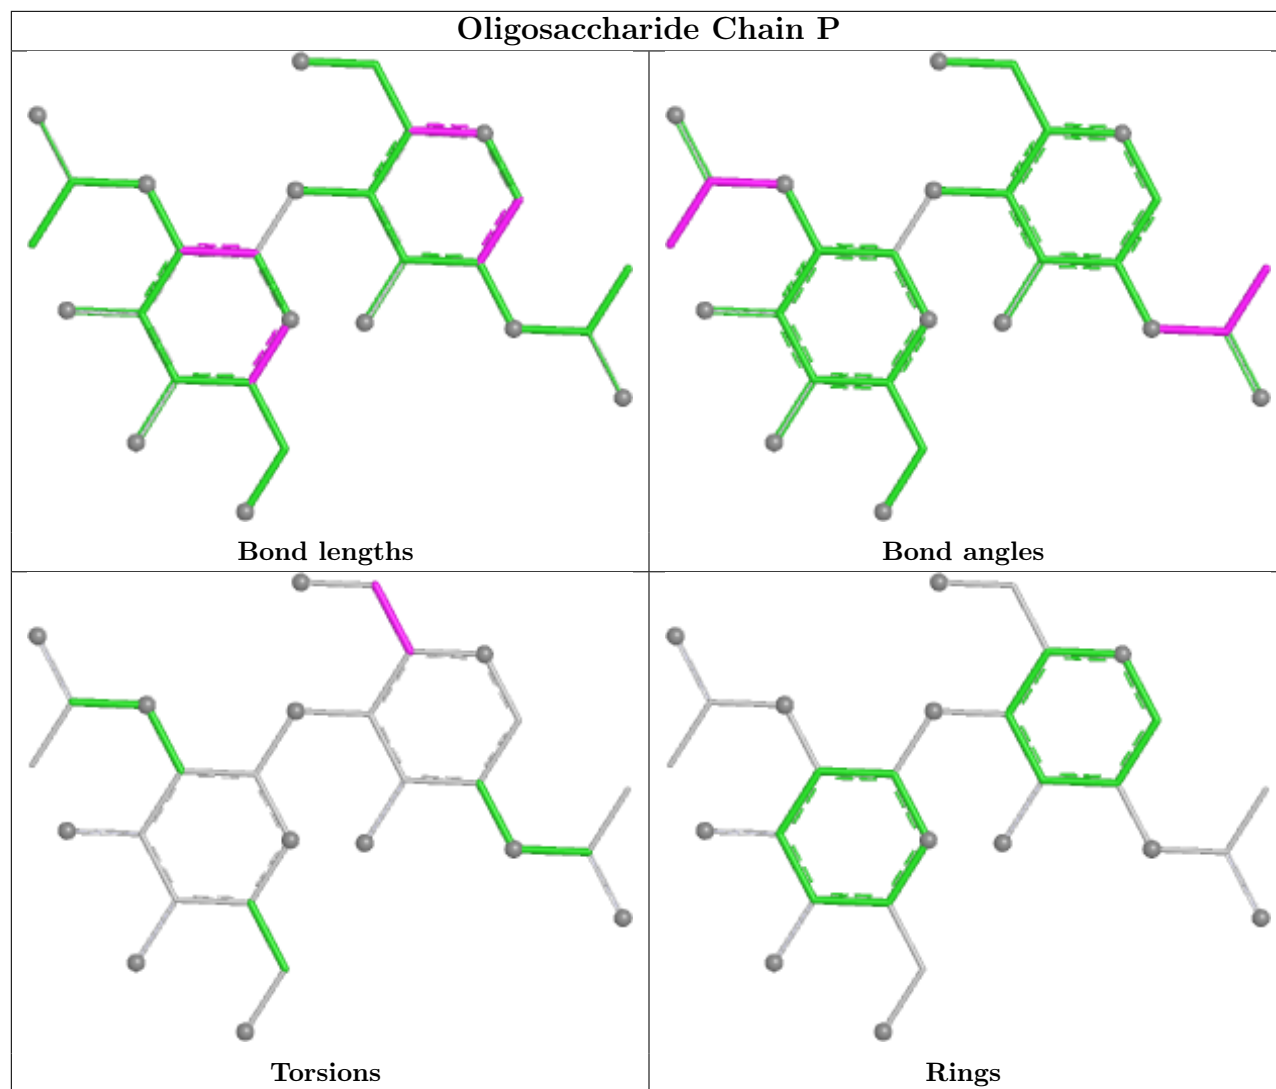 Oligosaccharide Chain P
Bond lengths
Bond angles
Torsions
Rings